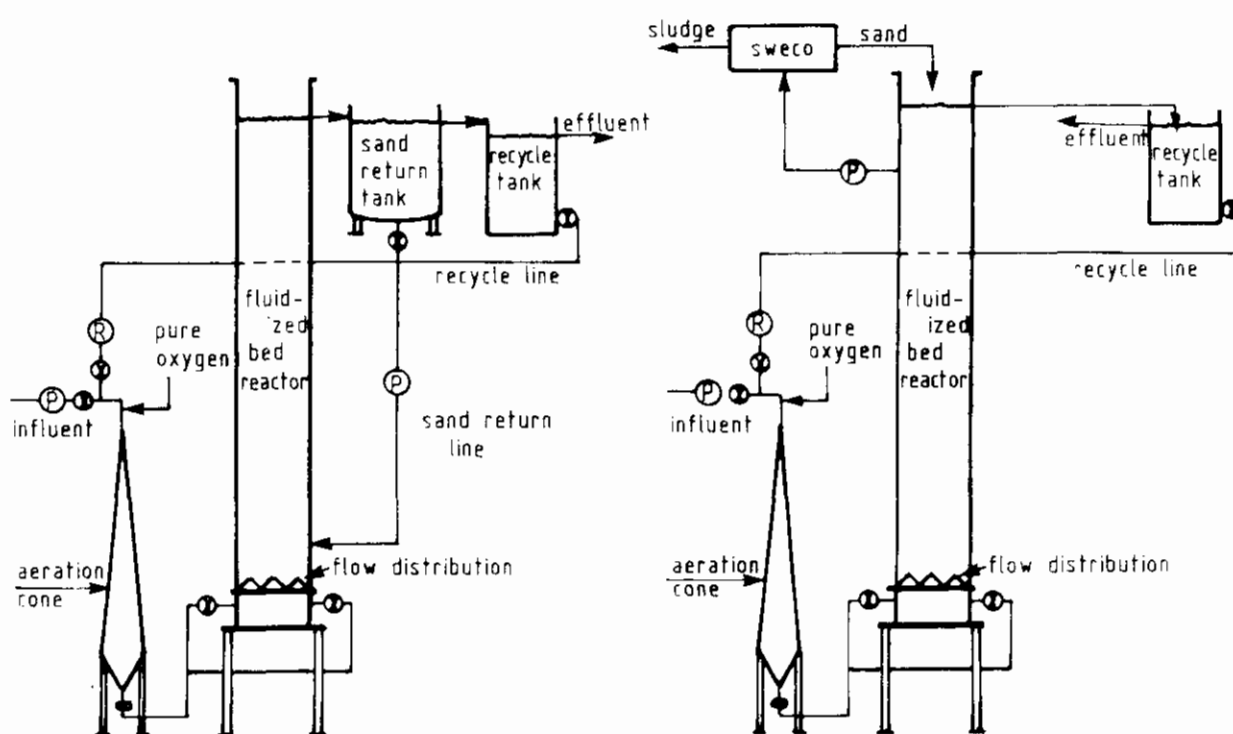 sand
return
tank
recycle
tank
effluent
recycle line
fluid-
ized
bed
reactor
R
pure
oxygen
P
influent
P
sand return
line
aeration
cone
flow distribution
sludge
sweco
sand
P
effluent
recycle
tank
recycle line
fluid-
ized
bed
reactor
R
pure
oxygen
P
influent
aeration
cone
flow distribution